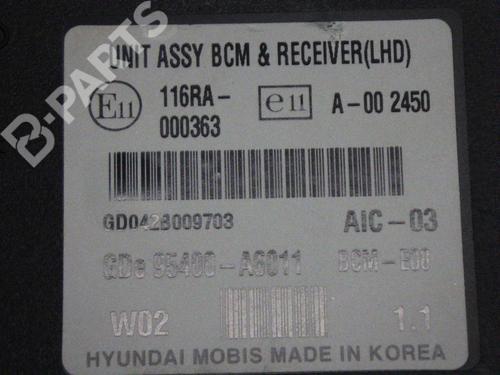 B-PARTS
UNIT ASSY BCM & RECEIVER(LHD)
E11 116RA- e11 A-00 2450
000363
GD042B009703 AIC-03
GDe 95400-A6011 BCM-E00
W02 1.1
HYUNDAI MOBIS MADE IN KOREA